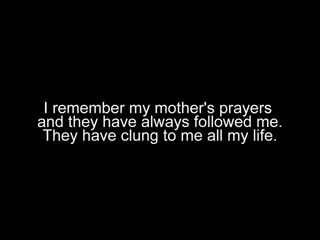 I remember my mother's prayers
and they have always followed me.
They have clung to me all my life.